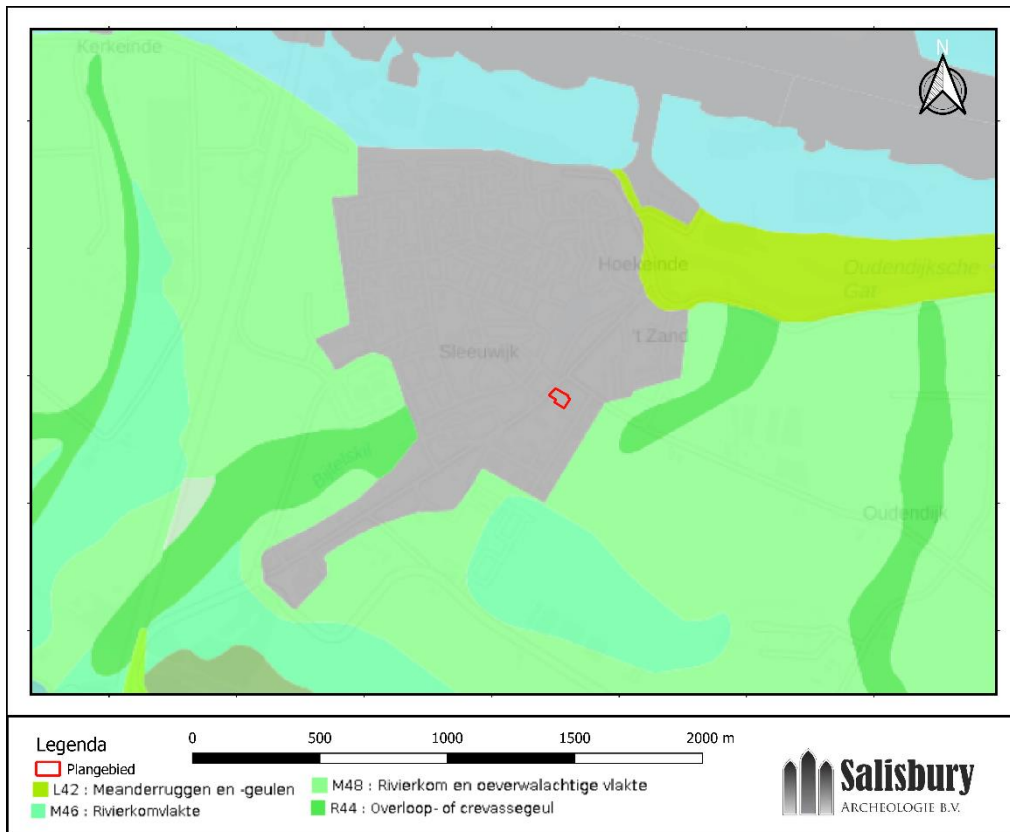 Kerkeinde
N
Hoekeinde
Oudendijksche
Gat
Sleeuwijk
't Zand
Oudendijk
Legenda
Plangebied
L42 : Meanderruggen en -geulen
M46 : Rivierkomvlakte
0 500 1000 1500 2000 m
M48 : Rivierkom en oeverwalachtige vlakte
R44 : Overloop- of crevassegeul
Salisbury
ARCHEOLOGIE B.V.